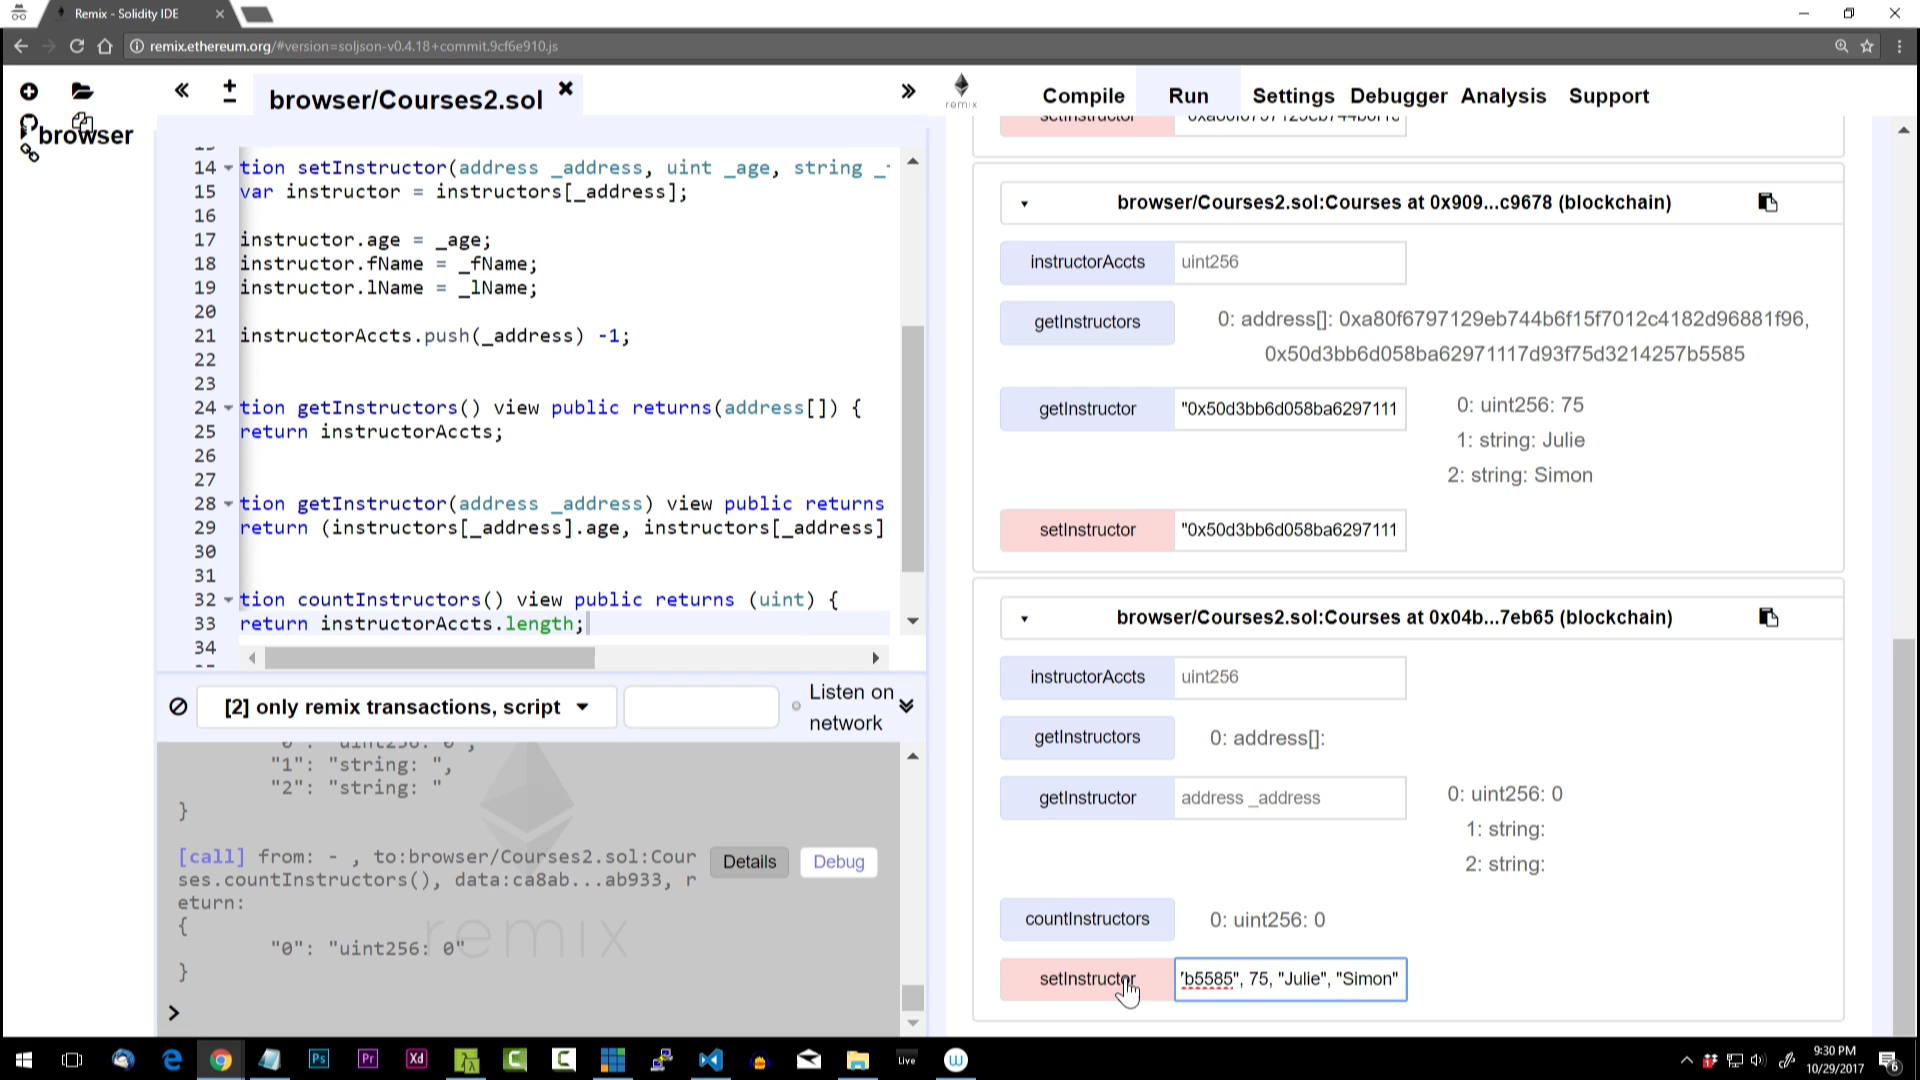 Remix - Solidity IDE
remix.ethereum.org/#version=soljson-v0.4.18+commit.9cf6e910.js
browser
browser/Courses2.sol
remix
Compile Run Settings Debugger Analysis Support
14 tion setInstructor(address _address, uint _age, string _
15 var instructor = instructors[_address];
16
17 instructor.age = _age;
18 instructor.fName = _fName;
19 instructor.lName = _lName;
20
21 instructorAccts.push(_address) -1;
22
23
24 tion getInstructors() view public returns(address[]) {
25 return instructorAccts;
26
27
28 tion getInstructor(address _address) view public returns
29 return (instructors[_address].age, instructors[_address]
30
31
32 tion countInstructors() view public returns (uint) {
33 return instructorAccts.length;
34
[2] only remix transactions, script
Listen on
network
"1": "string: ",
"2": "string: "
}
[call] from: - , to:browser/Courses2.sol:Cour
ses.countInstructors(), data:ca8ab...ab933, r
eturn:
{
"0": "uint256: 0"
}
>
remix
Details
Debug
setInstructor
browser/Courses2.sol:Courses at 0x909...c9678 (blockchain)
instructorAccts uint256
getInstructors 0: address[]: 0xa80f6797129eb744b6f15f7012c4182d96881f96,
0x50d3bb6d058ba62971117d93f75d3214257b5585
getInstructor "0x50d3bb6d058ba6297111 0: uint256: 75
1: string: Julie
2: string: Simon
setInstructor "0x50d3bb6d058ba6297111
browser/Courses2.sol:Courses at 0x04b...7eb65 (blockchain)
instructorAccts uint256
getInstructors 0: address[]:
getInstructor address _address 0: uint256: 0
1: string:
2: string:
countInstructors 0: uint256: 0
setInstructor 'b5585", 75, "Julie", "Simon"
Ps
Pr
Xd
Live
9:30 PM
10/29/2017
6